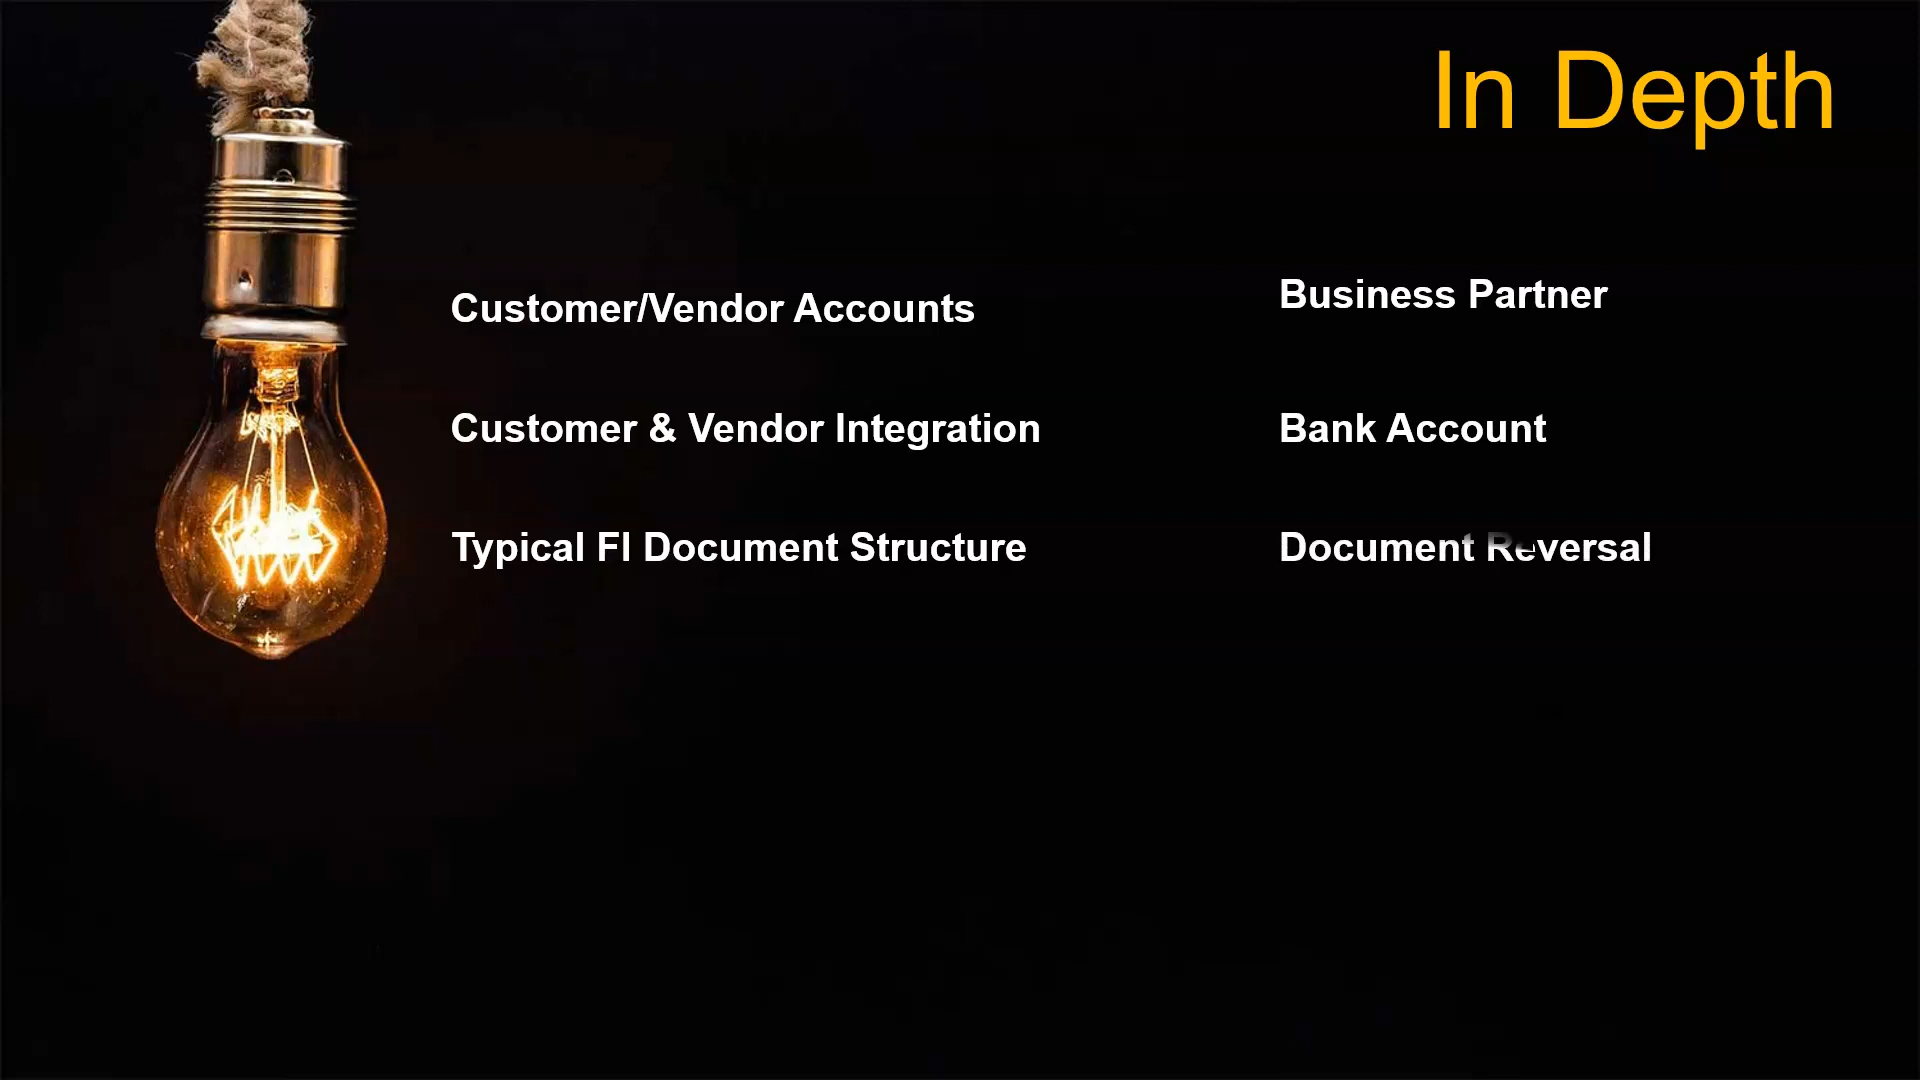 In Depth
Customer/Vendor Accounts
Business Partner
Customer & Vendor Integration
Bank Account
Typical FI Document Structure
Document Reversal